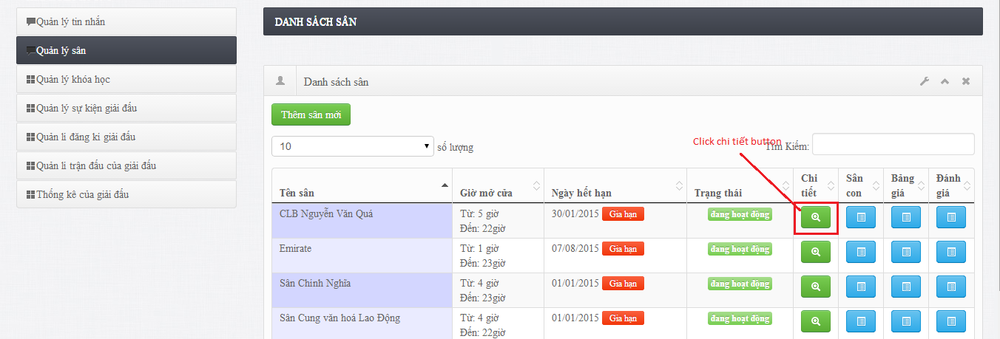 Quản lý tin nhắn
Quản lý sân
Quản lý khóa học
Quản lý sự kiện giải đấu
Quản lí đăng kí giải đấu
Quản lí trận đấu của giải đấu
Thống kê của giải đấu
DANH SÁCH SÂN
Danh sách sân
Thêm sân mới
10 số lượng
Click chi tiết button
Tìm Kiếm:
Tên sân
Giờ mở cửa
Ngày hết hạn
Trạng thái
Chi
tiết
Sân
con
Bảng
giá
Đánh
giá
CLB Nguyễn Văn Quá
Từ: 5 giờ
Đến: 22giờ
30/01/2015 Gia hạn
đang hoạt động
Emirate
Từ: 1 giờ
Đến: 23giờ
07/08/2015 Gia hạn
đang hoạt động
Sân Chính Nghĩa
Từ: 4 giờ
Đến: 23giờ
01/01/2015 Gia hạn
đang hoạt động
Sân Cung văn hoá Lao Động
Từ: 4 giờ
Đến: 22giờ
01/01/2015 Gia hạn
đang hoạt động